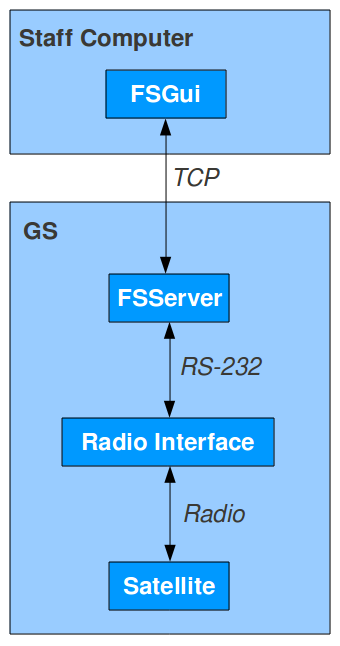 Staff Computer
FSGui
TCP
GS
FSServer
RS-232
Radio Interface
Radio
Satellite